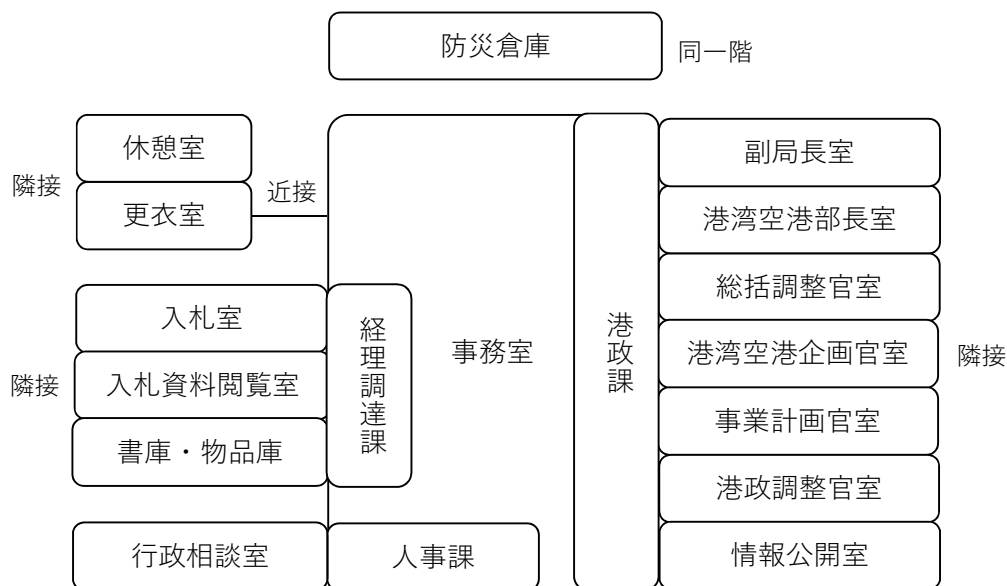 防災倉庫
同一階
休憩室
隣接
更衣室
近接
入札室
隣接
入札資料閲覧室
書庫・物品庫
経理調達課
事務室
港政課
副局長室
港湾空港部長室
総括調整官室
港湾空港企画官室
隣接
事業計画官室
港政調整官室
情報公開室
行政相談室
人事課